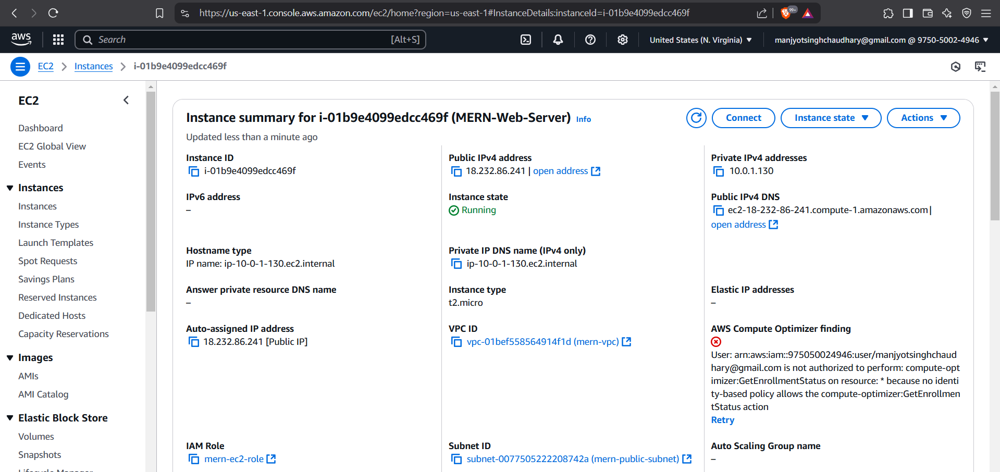 https://us-east-1.console.aws.amazon.com/ec2/home?region=us-east-1#InstanceDetails:instanceId=i-01b9e4099edcc469f
99+
aws
Search
[Alt+S]
United States (N. Virginia)
manjyotsinghchaudhary@gmail.com @ 9750-5002-4946
EC2
Instances
i-01b9e4099edcc469f
EC2
Dashboard
EC2 Global View
Events
Instances
Instances
Instance Types
Launch Templates
Spot Requests
Savings Plans
Reserved Instances
Dedicated Hosts
Capacity Reservations
Images
AMIs
AMI Catalog
Elastic Block Store
Volumes
Snapshots
Lifecycle Manager
Instance summary for i-01b9e4099edcc469f (MERN-Web-Server) Info
Connect
Instance state
Actions
Updated less than a minute ago
Instance ID
i-01b9e4099edcc469f
Public IPv4 address
18.232.86.241 | open address
Private IPv4 addresses
10.0.1.130
IPv6 address
–
Instance state
Running
Public IPv4 DNS
ec2-18-232-86-241.compute-1.amazonaws.com |
open address
Hostname type
IP name: ip-10-0-1-130.ec2.internal
Private IP DNS name (IPv4 only)
ip-10-0-1-130.ec2.internal
Answer private resource DNS name
–
Instance type
t2.micro
Elastic IP addresses
–
Auto-assigned IP address
18.232.86.241 [Public IP]
VPC ID
vpc-01bef558564914f1d (mern-vpc)
AWS Compute Optimizer finding
User: arn:aws:iam::975050024946:user/manjyotsinghchaud
hary@gmail.com is not authorized to perform: compute-opt
imizer:GetEnrollmentStatus on resource: * because no identi
ty-based policy allows the compute-optimizer:GetEnrollmen
tStatus action
Retry
IAM Role
mern-ec2-role
Subnet ID
subnet-0077505222208742a (mern-public-subnet)
Auto Scaling Group name
–